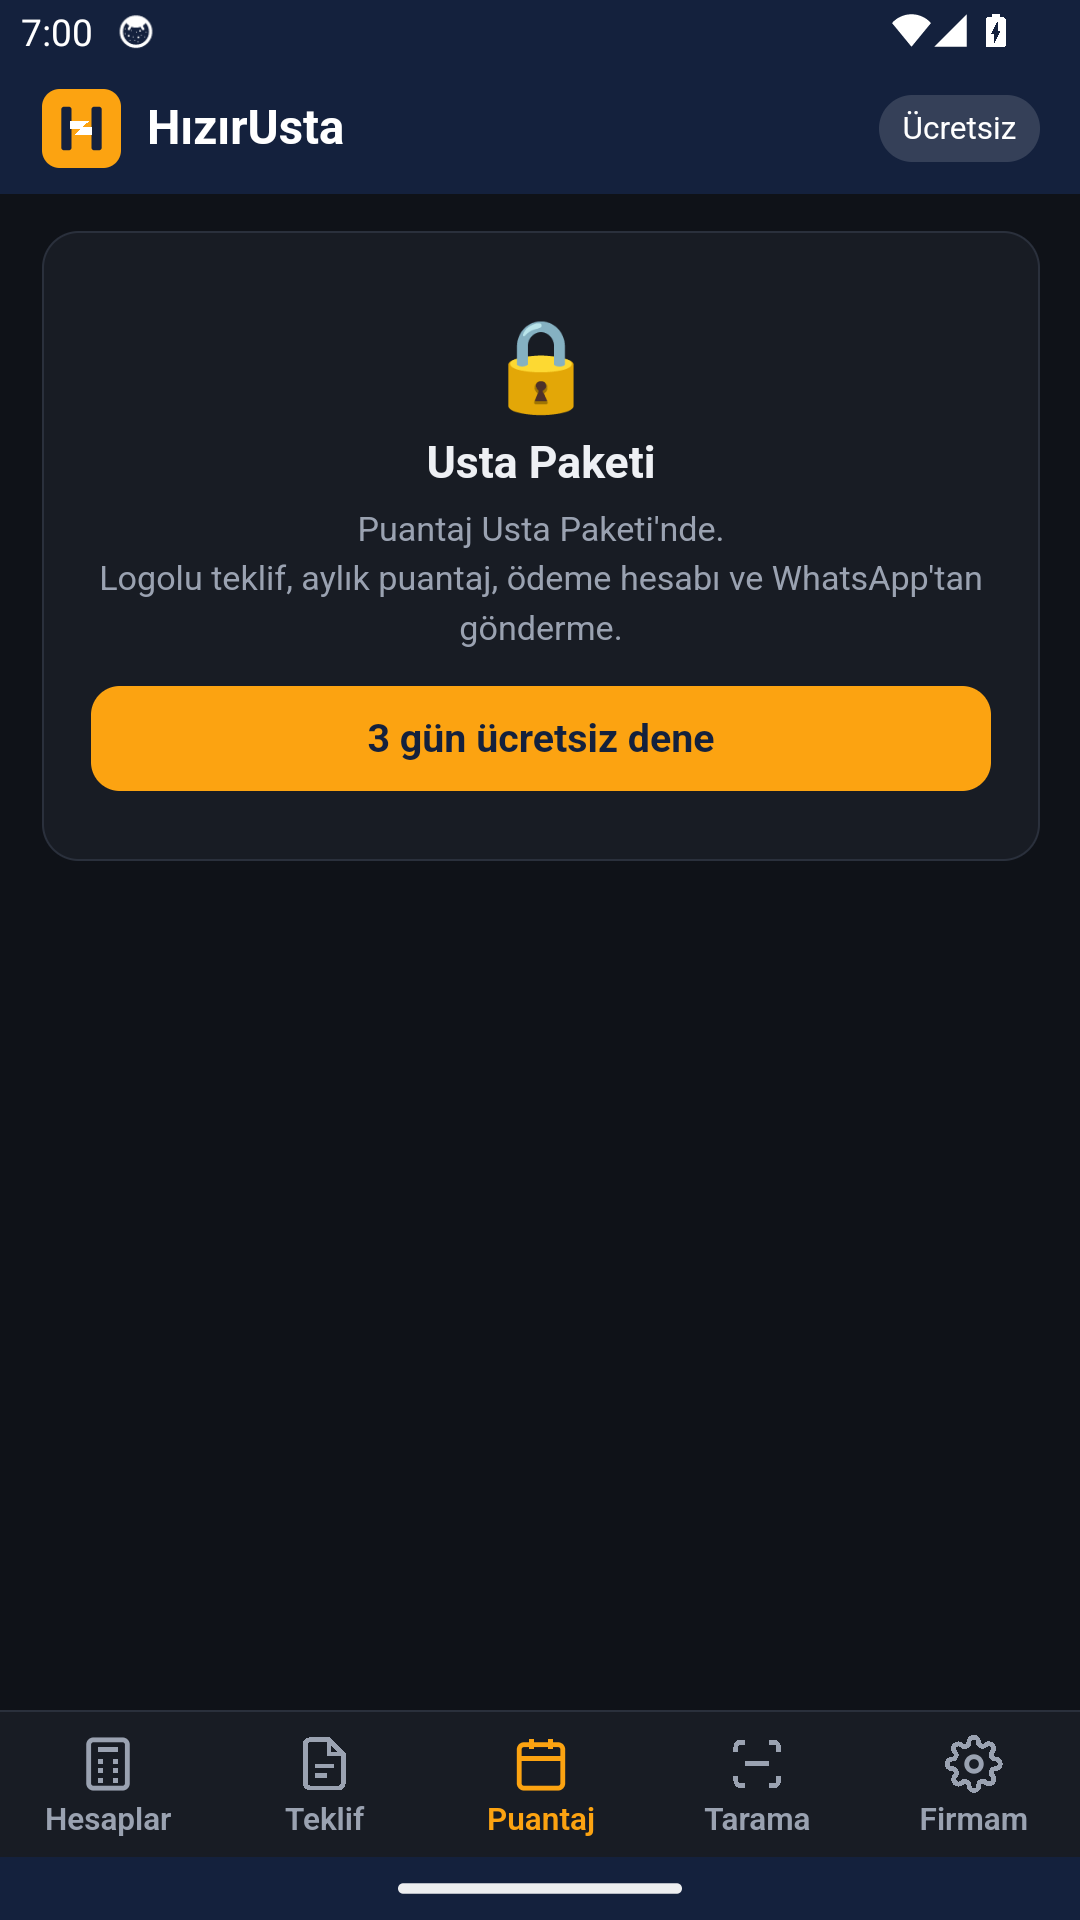 7:00
HızırUsta
Ücretsiz
Usta Paketi
Puantaj Usta Paketi'nde.
Logolu teklif, aylık puantaj, ödeme hesabı ve WhatsApp'tan
gönderme.
3 gün ücretsiz dene
Hesaplar
Teklif
Puantaj
Tarama
Firmam